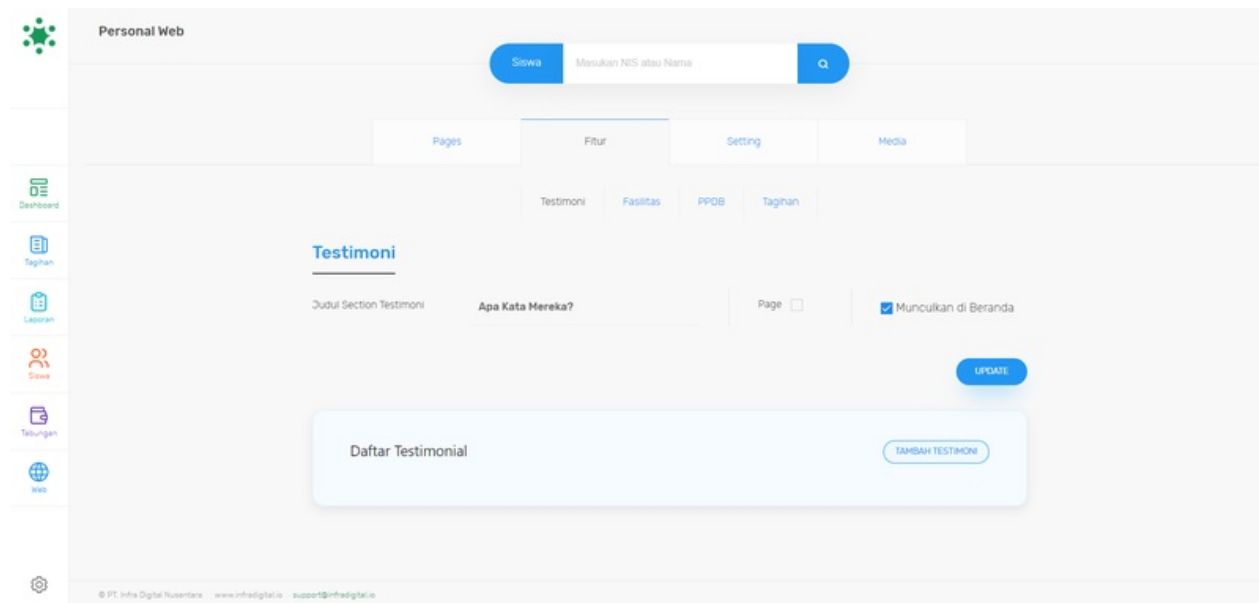 Personal Web
Siswa Masukan NIS atau Nama
Pages Fitur Setting Media
Dashboard
Testimoni Fasilitas PPDB Tagihan
Tagihan
Testimoni
Laporan
Judul Section Testimoni Apa Kata Mereka? Page Munculkan di Beranda
Siswa
UPDATE
Tabungan
Daftar Testimonial TAMBAH TESTIMONI
Web
© PT. Infra Digital Nusantara www.infradigital.io support@infradigital.io